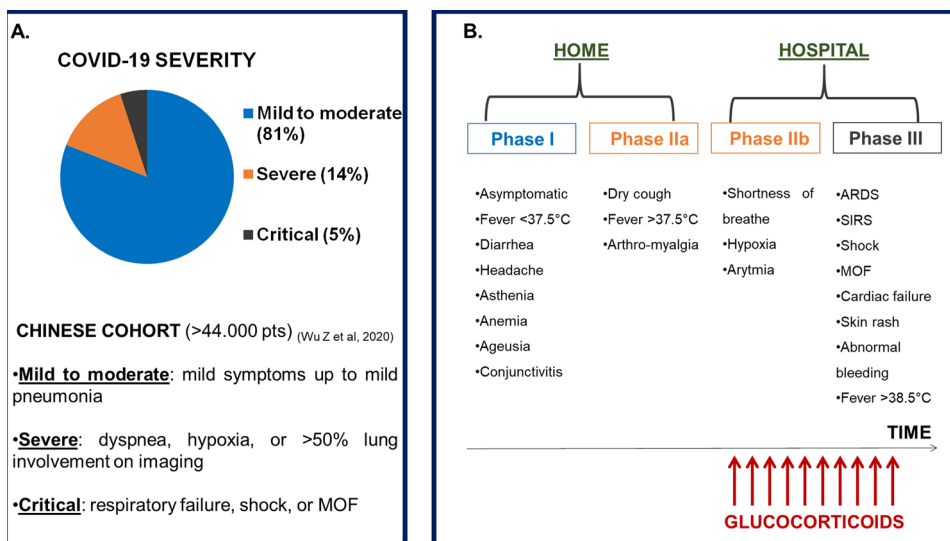 A.
COVID-19 SEVERITY
Mild to moderate
(81%)
Severe (14%)
Critical (5%)
CHINESE COHORT (>44.000 pts) (Wu Z et al, 2020)
•Mild to moderate: mild symptoms up to mild
pneumonia
•Severe: dyspnea, hypoxia, or >50% lung
involvement on imaging
•Critical: respiratory failure, shock, or MOF
B.
HOME
HOSPITAL
Phase I
Phase IIa
Phase IIb
Phase III
•Asymptomatic
•Fever <37.5°C
•Diarrhea
•Headache
•Asthenia
•Anemia
•Ageusia
•Conjunctivitis
•Dry cough
•Fever >37.5°C
•Arthro-myalgia
•Shortness of
breathe
•Hypoxia
•Arytmia
•ARDS
•SIRS
•Shock
•MOF
•Cardiac failure
•Skin rash
•Abnormal
bleeding
•Fever >38.5°C
TIME
GLUCOCORTICOIDS